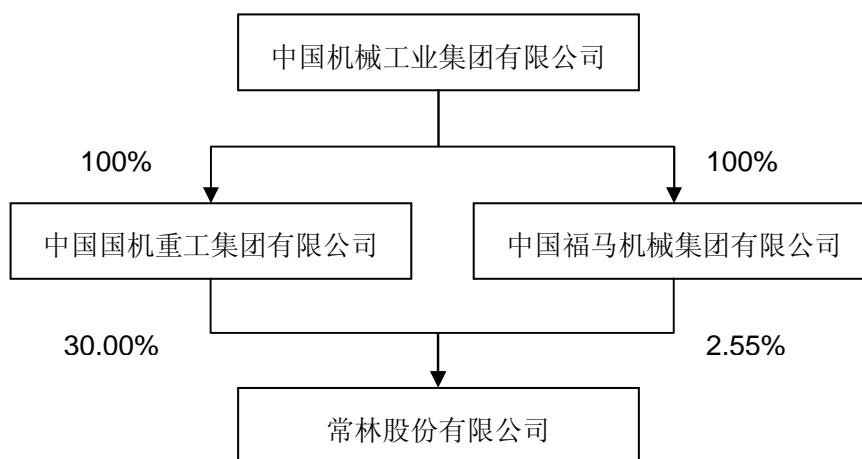 中国机械工业集团有限公司
100%
100%
中国国机重工集团有限公司
中国福马机械集团有限公司
30.00%
2.55%
常林股份有限公司